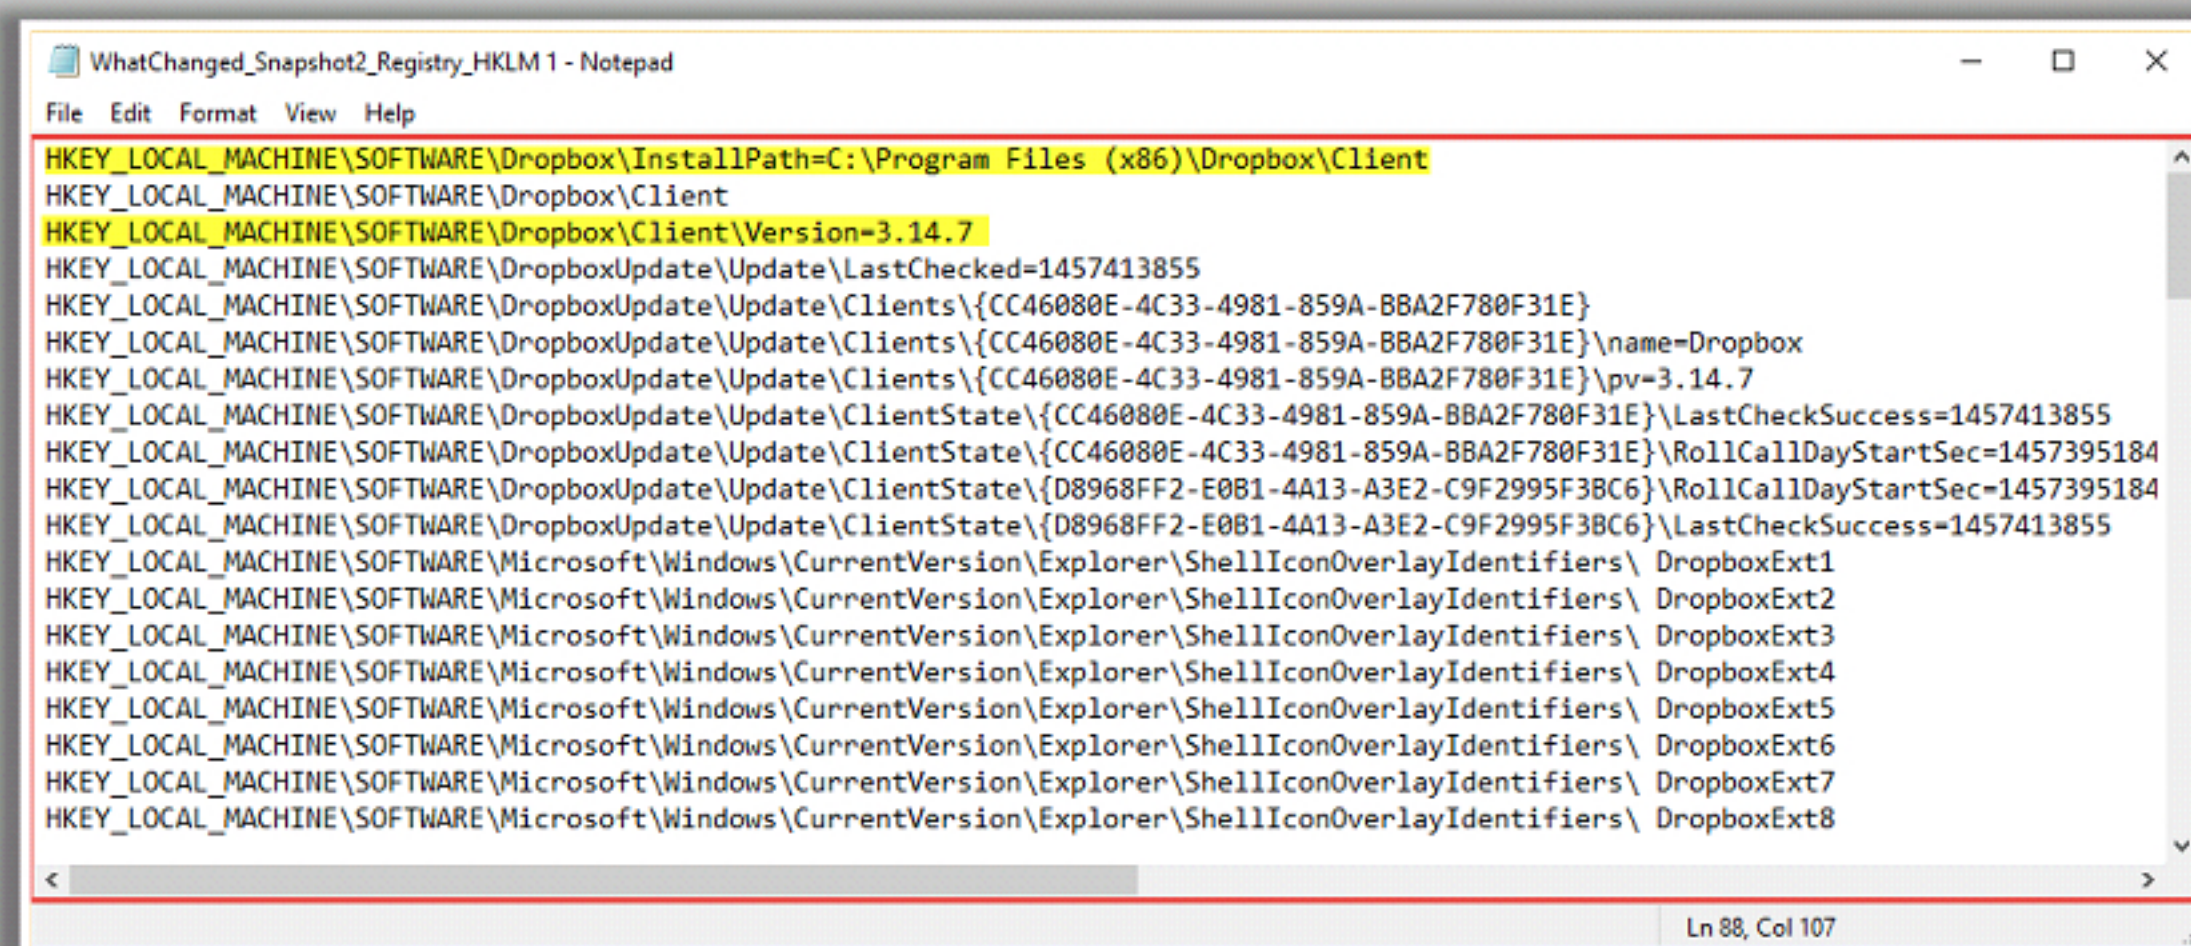 WhatChanged_Snapshot2_Registry_HKLM 1 - Notepad
File Edit Format View Help
HKEY_LOCAL_MACHINE\SOFTWARE\Dropbox\InstallPath=C:\Program Files (x86)\Dropbox\Client
HKEY_LOCAL_MACHINE\SOFTWARE\Dropbox\Client
HKEY_LOCAL_MACHINE\SOFTWARE\Dropbox\Client\Version=3.14.7
HKEY_LOCAL_MACHINE\SOFTWARE\DropboxUpdate\Update\LastChecked=1457413855
HKEY_LOCAL_MACHINE\SOFTWARE\DropboxUpdate\Update\Clients\{CC46080E-4C33-4981-859A-BBA2F780F31E}
HKEY_LOCAL_MACHINE\SOFTWARE\DropboxUpdate\Update\Clients\{CC46080E-4C33-4981-859A-BBA2F780F31E}\name=Dropbox
HKEY_LOCAL_MACHINE\SOFTWARE\DropboxUpdate\Update\Clients\{CC46080E-4C33-4981-859A-BBA2F780F31E}\pv=3.14.7
HKEY_LOCAL_MACHINE\SOFTWARE\DropboxUpdate\Update\ClientState\{CC46080E-4C33-4981-859A-BBA2F780F31E}\LastCheckSuccess=1457413855
HKEY_LOCAL_MACHINE\SOFTWARE\DropboxUpdate\Update\ClientState\{CC46080E-4C33-4981-859A-BBA2F780F31E}\RollCallDayStartSec=1457395184
HKEY_LOCAL_MACHINE\SOFTWARE\DropboxUpdate\Update\ClientState\{D8968FF2-E0B1-4A13-A3E2-C9F2995F3BC6}\RollCallDayStartSec=1457395184
HKEY_LOCAL_MACHINE\SOFTWARE\DropboxUpdate\Update\ClientState\{D8968FF2-E0B1-4A13-A3E2-C9F2995F3BC6}\LastCheckSuccess=1457413855
HKEY_LOCAL_MACHINE\SOFTWARE\Microsoft\Windows\CurrentVersion\Explorer\ShellIconOverlayIdentifiers\ DropboxExt1
HKEY_LOCAL_MACHINE\SOFTWARE\Microsoft\Windows\CurrentVersion\Explorer\ShellIconOverlayIdentifiers\ DropboxExt2
HKEY_LOCAL_MACHINE\SOFTWARE\Microsoft\Windows\CurrentVersion\Explorer\ShellIconOverlayIdentifiers\ DropboxExt3
HKEY_LOCAL_MACHINE\SOFTWARE\Microsoft\Windows\CurrentVersion\Explorer\ShellIconOverlayIdentifiers\ DropboxExt4
HKEY_LOCAL_MACHINE\SOFTWARE\Microsoft\Windows\CurrentVersion\Explorer\ShellIconOverlayIdentifiers\ DropboxExt5
HKEY_LOCAL_MACHINE\SOFTWARE\Microsoft\Windows\CurrentVersion\Explorer\ShellIconOverlayIdentifiers\ DropboxExt6
HKEY_LOCAL_MACHINE\SOFTWARE\Microsoft\Windows\CurrentVersion\Explorer\ShellIconOverlayIdentifiers\ DropboxExt7
HKEY_LOCAL_MACHINE\SOFTWARE\Microsoft\Windows\CurrentVersion\Explorer\ShellIconOverlayIdentifiers\ DropboxExt8
Ln 88, Col 107